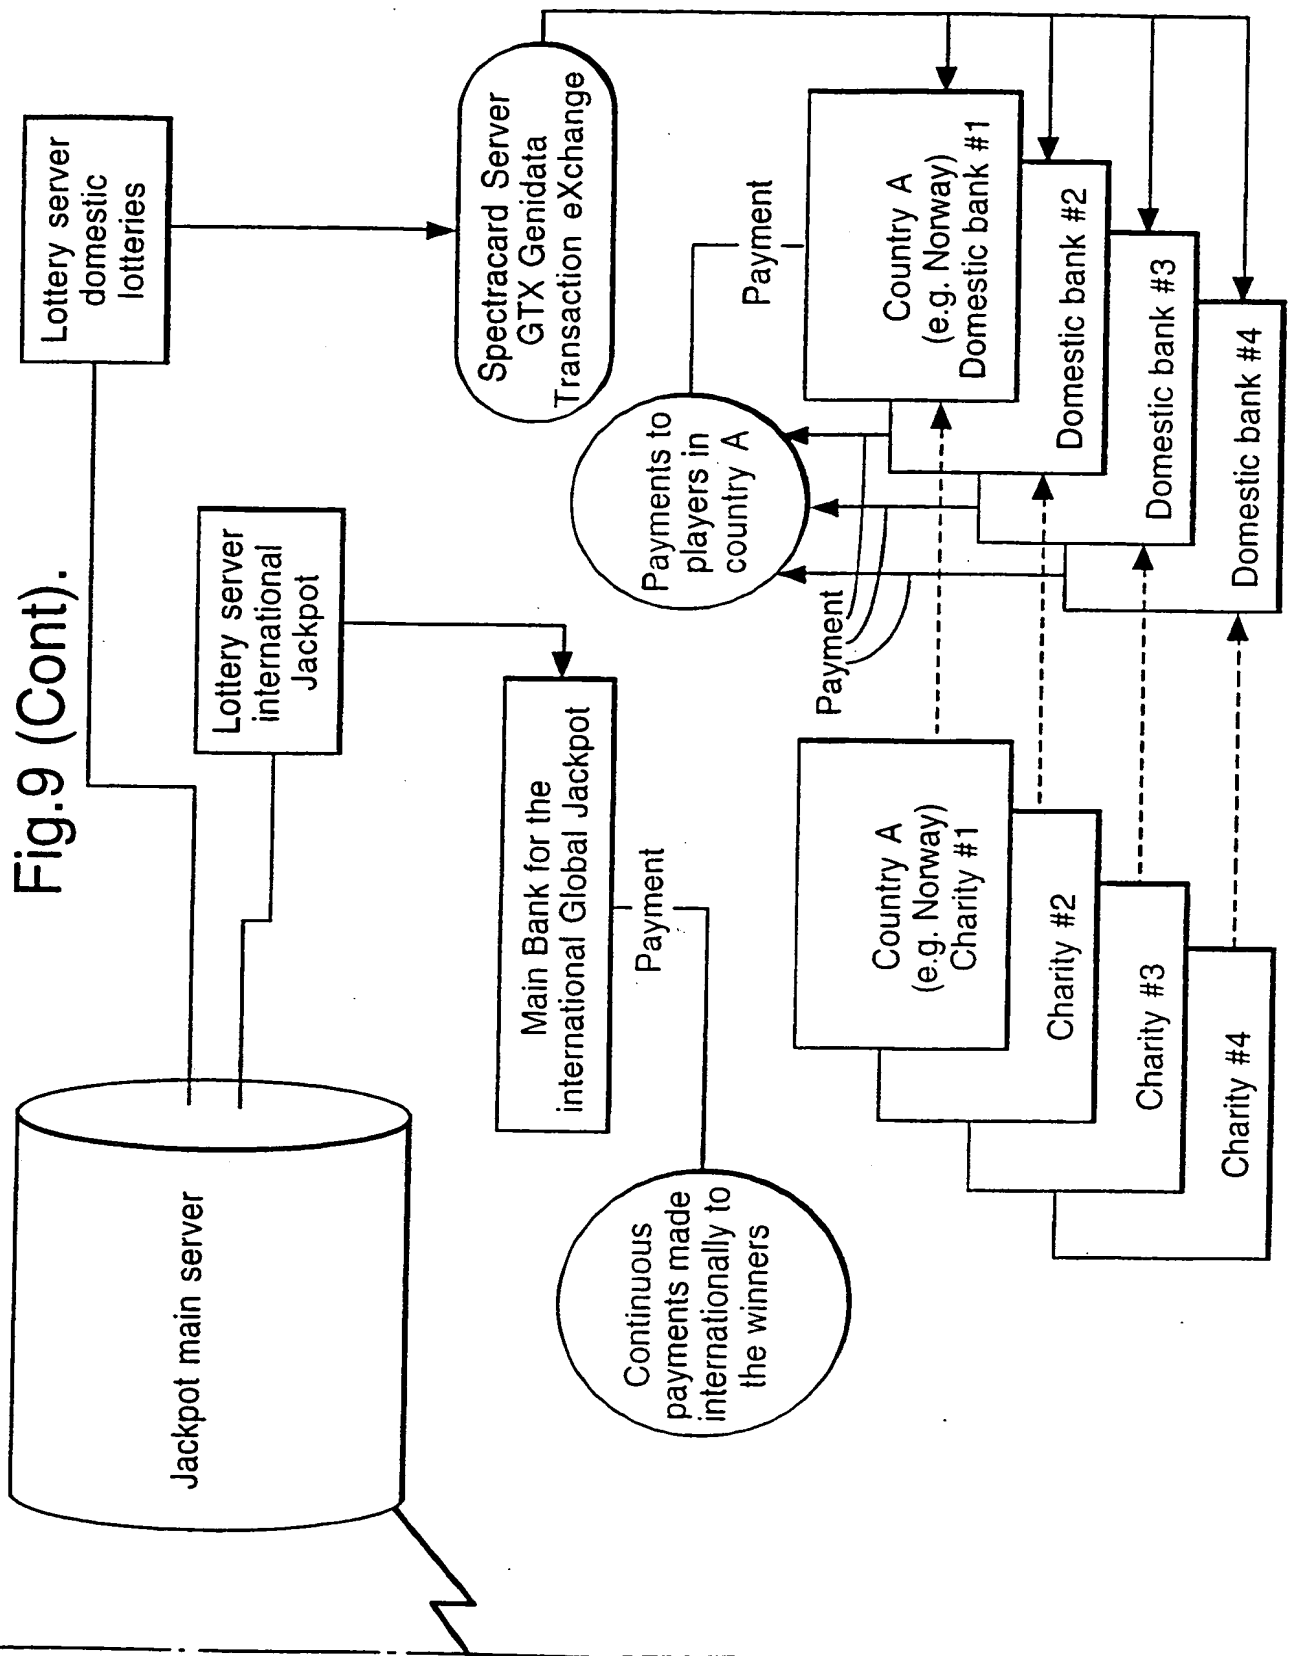 Fig.9 (Cont).
Jackpot main server
Lottery server
domestic
lotteries
Lottery server
international
Jackpot
Spectracard Server
GTX Genidata
Transaction eXchange
Main Bank for the
international Global Jackpot
Payment
Continuous
payments made
internationally to
the winners
Payments to
players in
country A
Payment
Payment
Country A
(e.g. Norway)
Domestic bank #1
Domestic bank #2
Domestic bank #3
Domestic bank #4
Country A
(e.g. Norway)
Charity #1
Charity #2
Charity #3
Charity #4